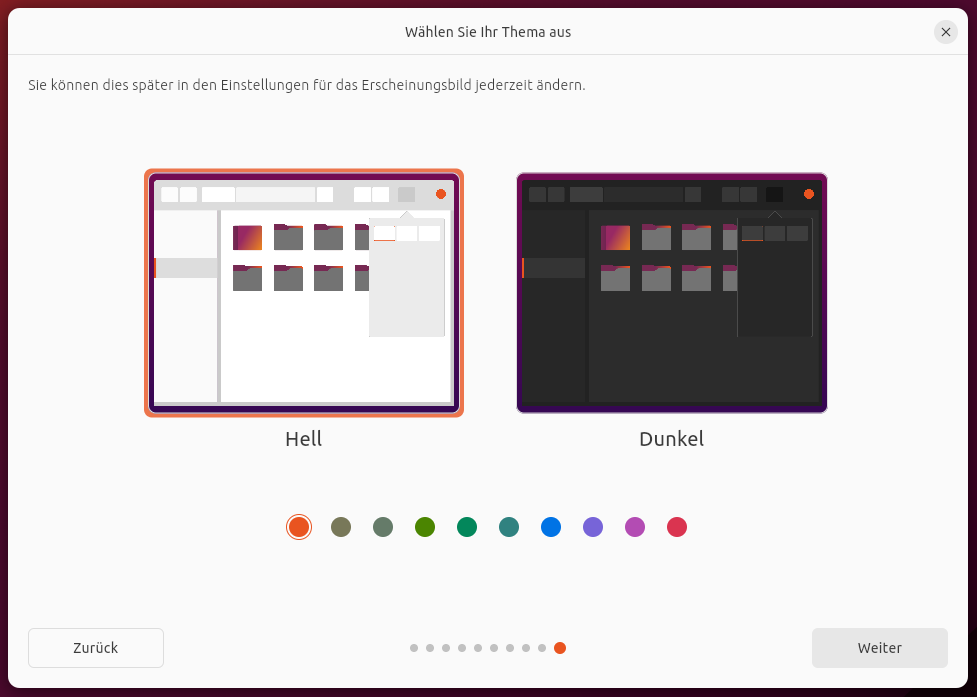 Wählen Sie Ihr Thema aus
Sie können dies später in den Einstellungen für das Erscheinungsbild jederzeit ändern.
Hell
Dunkel
Zurück
Weiter